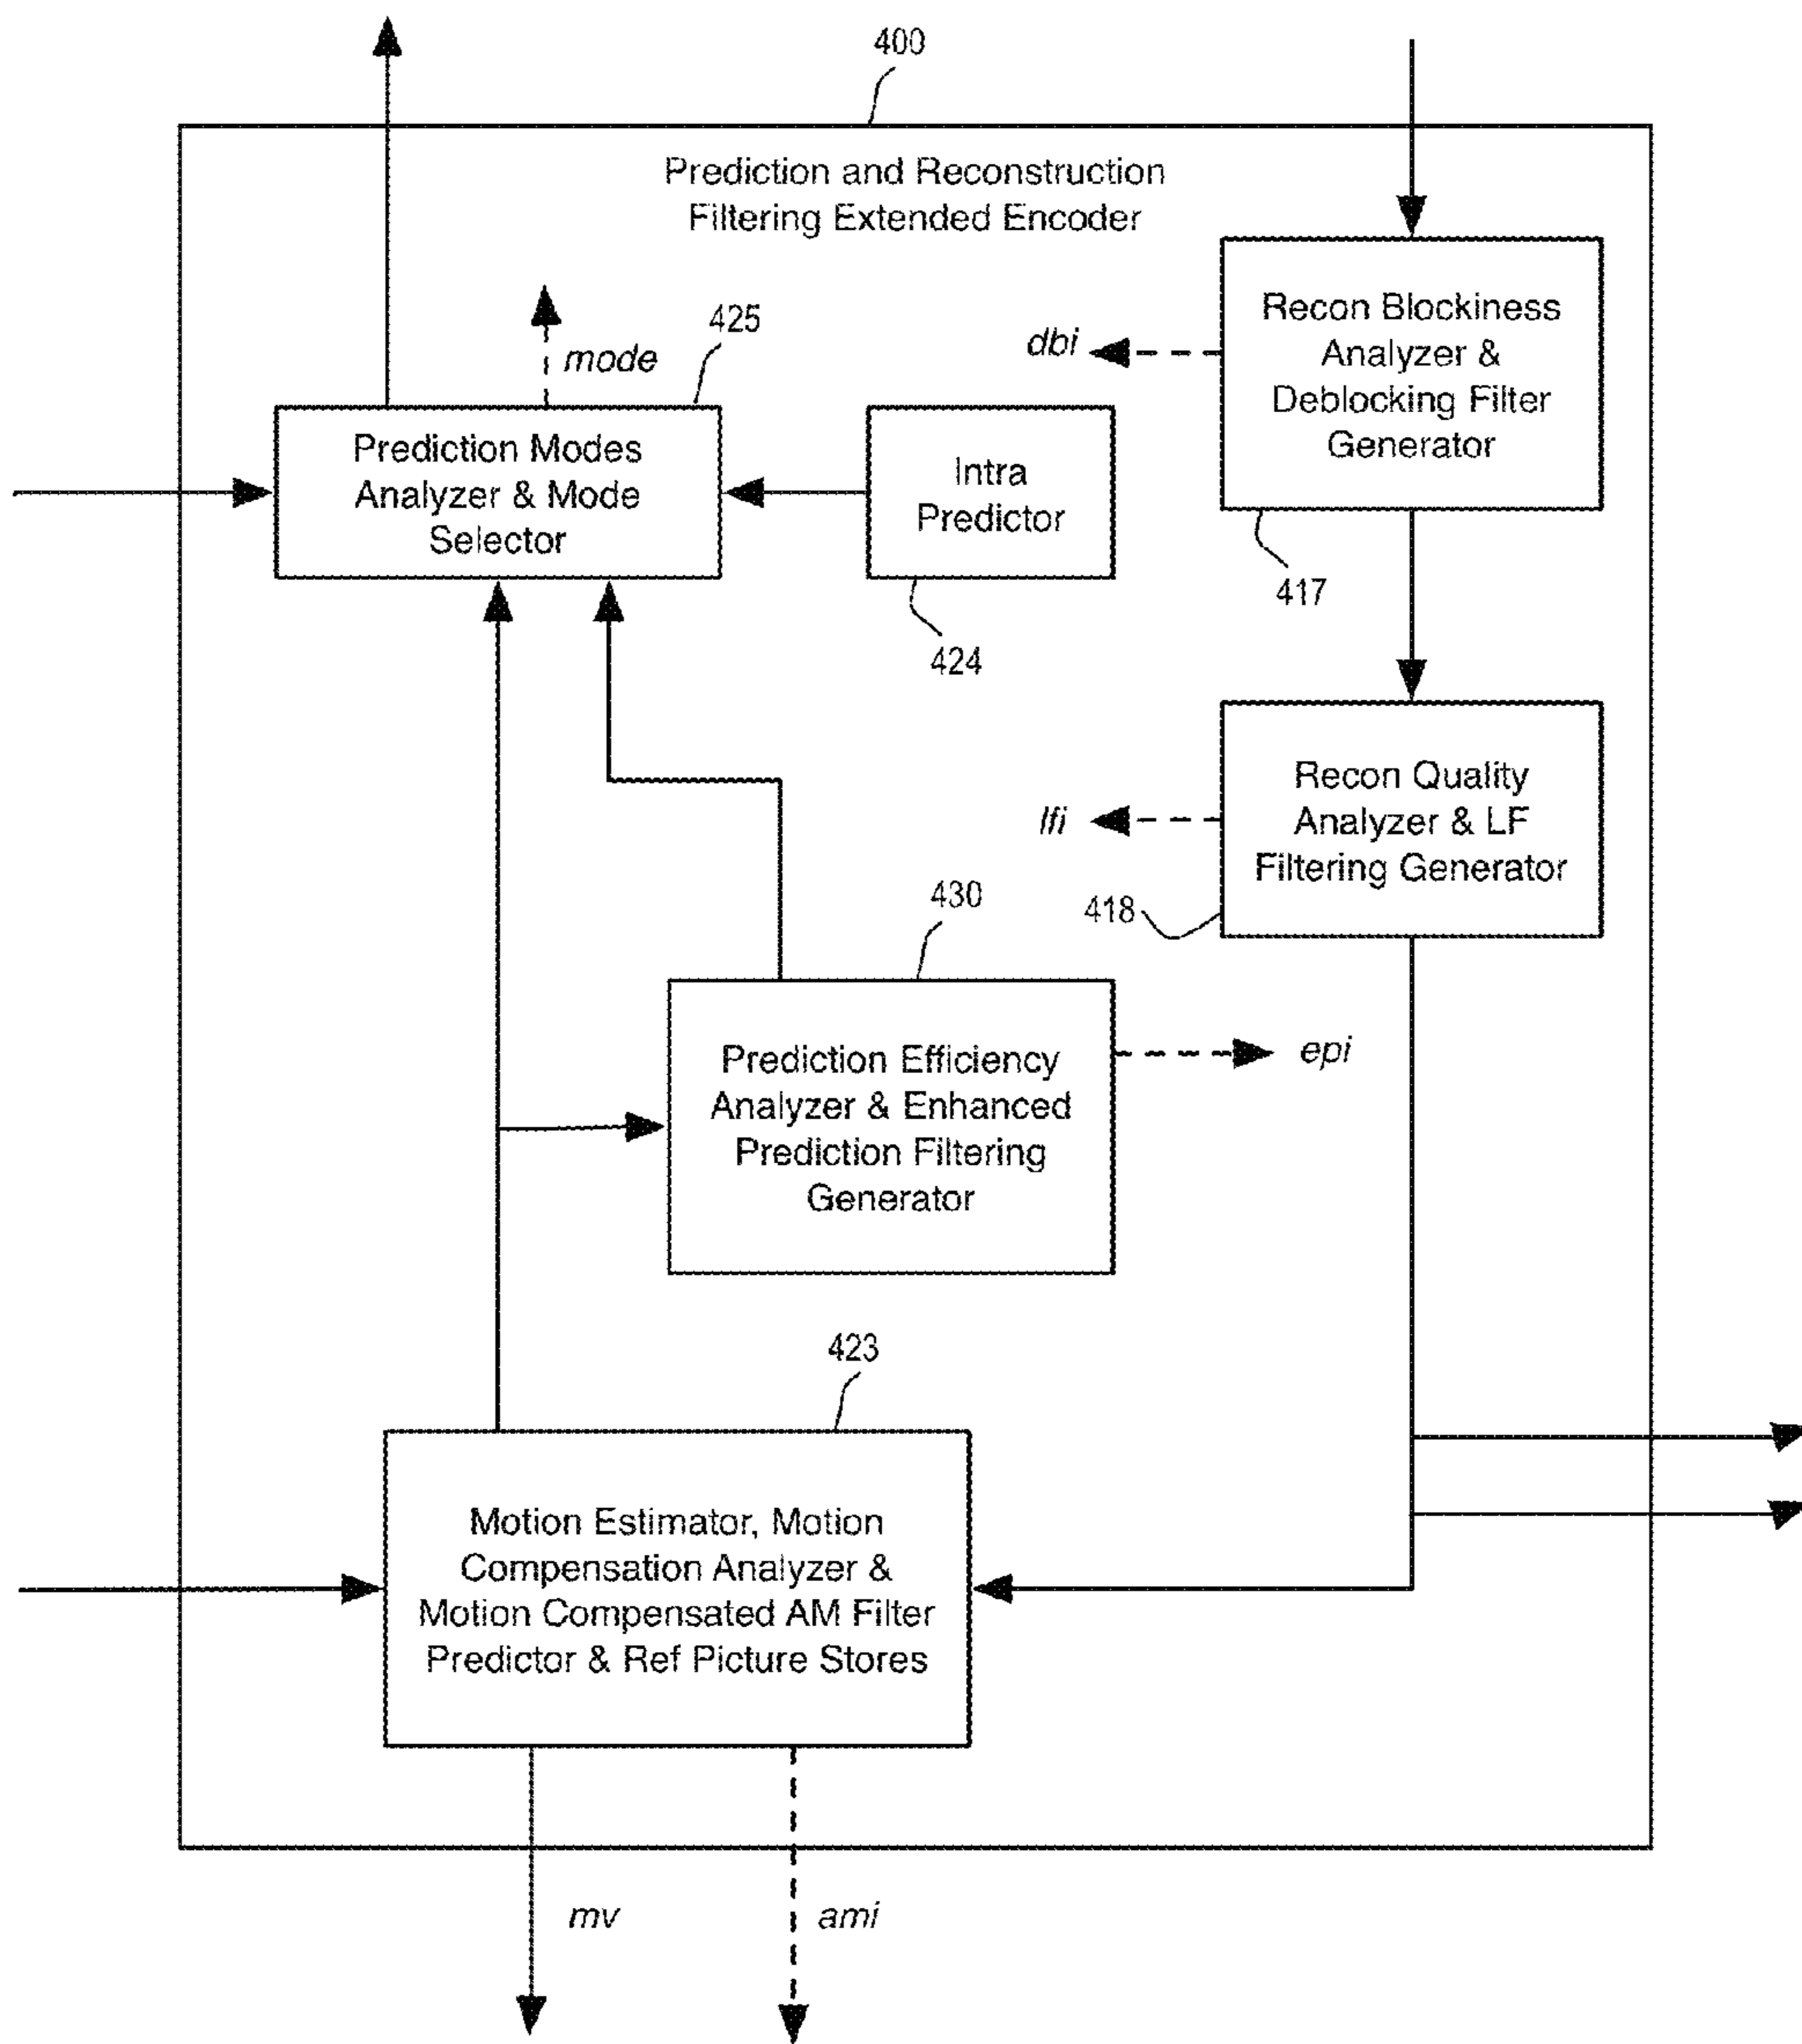 400
Prediction and Reconstruction
Filtering Extended Encoder
mode
425
dbi
Recon Blockiness
Analyzer &
Deblocking Filter
Generator
Prediction Modes
Analyzer & Mode
Selector
Intra
Predictor
417
424
lfi
Recon Quality
Analyzer & LF
Filtering Generator
430
418
Prediction Efficiency
Analyzer & Enhanced
Prediction Filtering
Generator
epi
423
Motion Estimator, Motion
Compensation Analyzer &
Motion Compensated AM Filter
Predictor & Ref Picture Stores
mv
ami